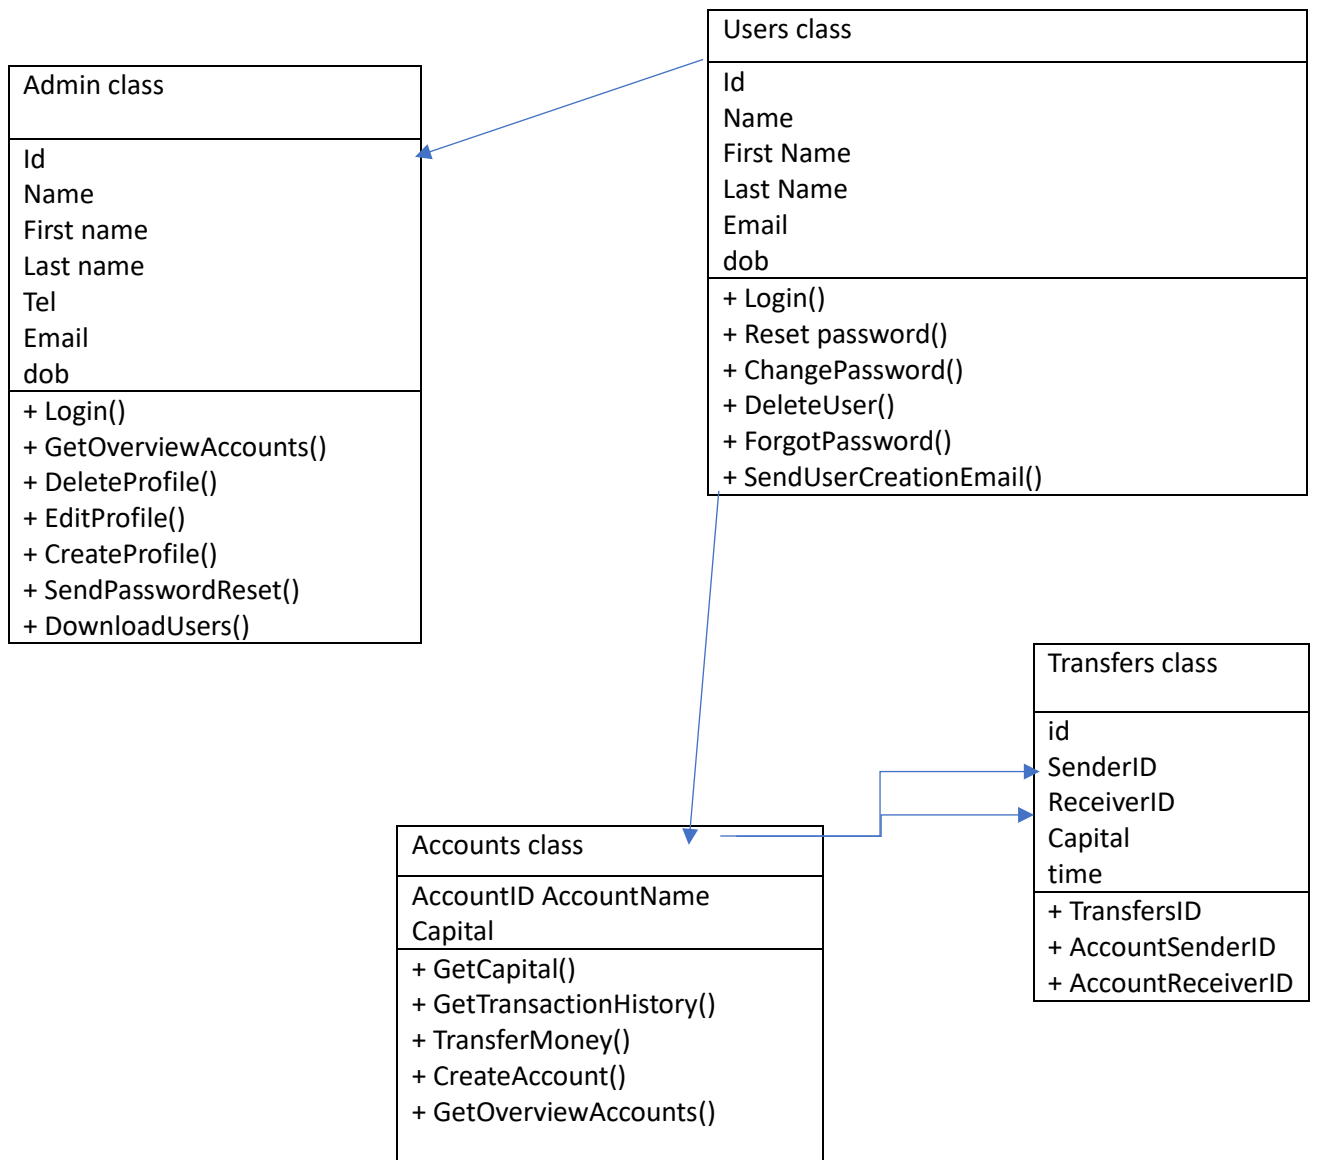 Users class
Id
Name
First Name
Last Name
Email
dob
+ Login()
+ Reset password()
+ ChangePassword()
+ DeleteUser()
+ ForgotPassword()
+ SendUserCreationEmail()
Admin class
Id
Name
First name
Last name
Tel
Email
dob
+ Login()
+ GetOverviewAccounts()
+ DeleteProfile()
+ EditProfile()
+ CreateProfile()
+ SendPasswordReset()
+ DownloadUsers()
Transfers class
id
SenderID
ReceiverID
Capital
time
+ TransfersID
+ AccountSenderID
+ AccountReceiverID
Accounts class
AccountID AccountName
Capital
+ GetCapital()
+ GetTransactionHistory()
+ TransferMoney()
+ CreateAccount()
+ GetOverviewAccounts()